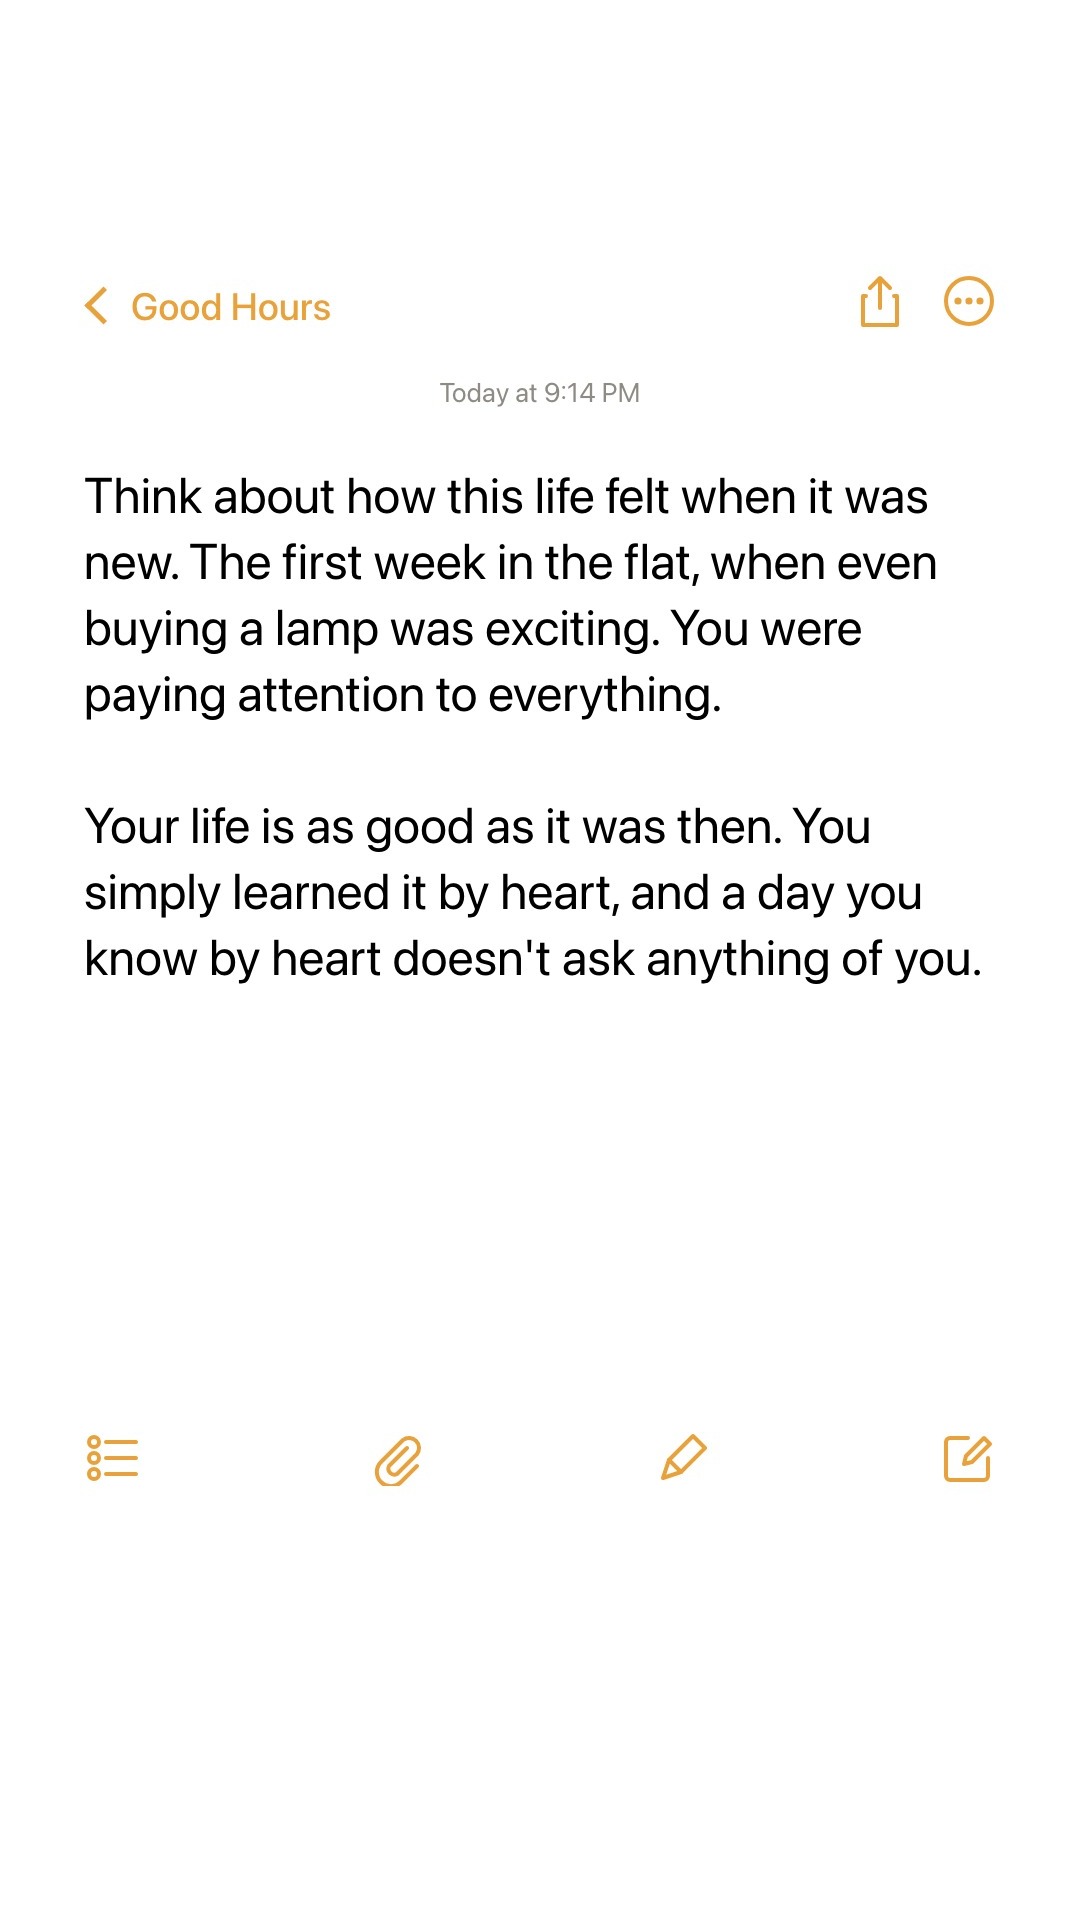 Good Hours
Today at 9:14 PM
Think about how this life felt when it was
new. The first week in the flat, when even
buying a lamp was exciting. You were
paying attention to everything.
Your life is as good as it was then. You
simply learned it by heart, and a day you
know by heart doesn't ask anything of you.